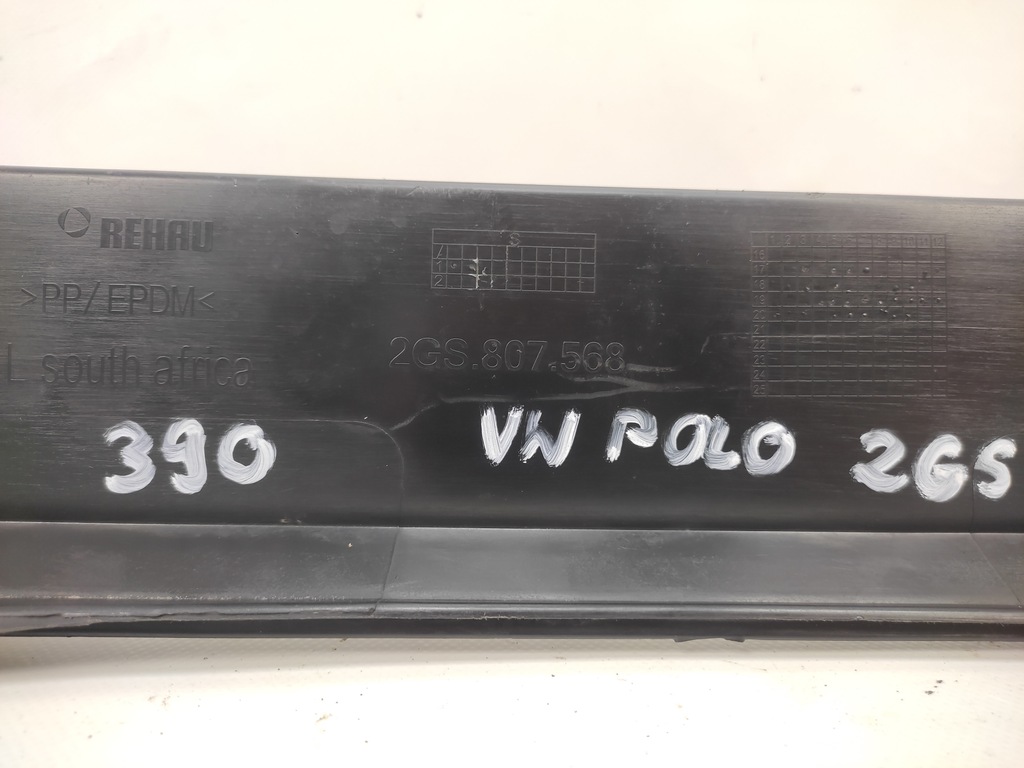 REHAU
>PP/EPDM<
L south africa
2GS.807.568
390
VW POLO 2GS